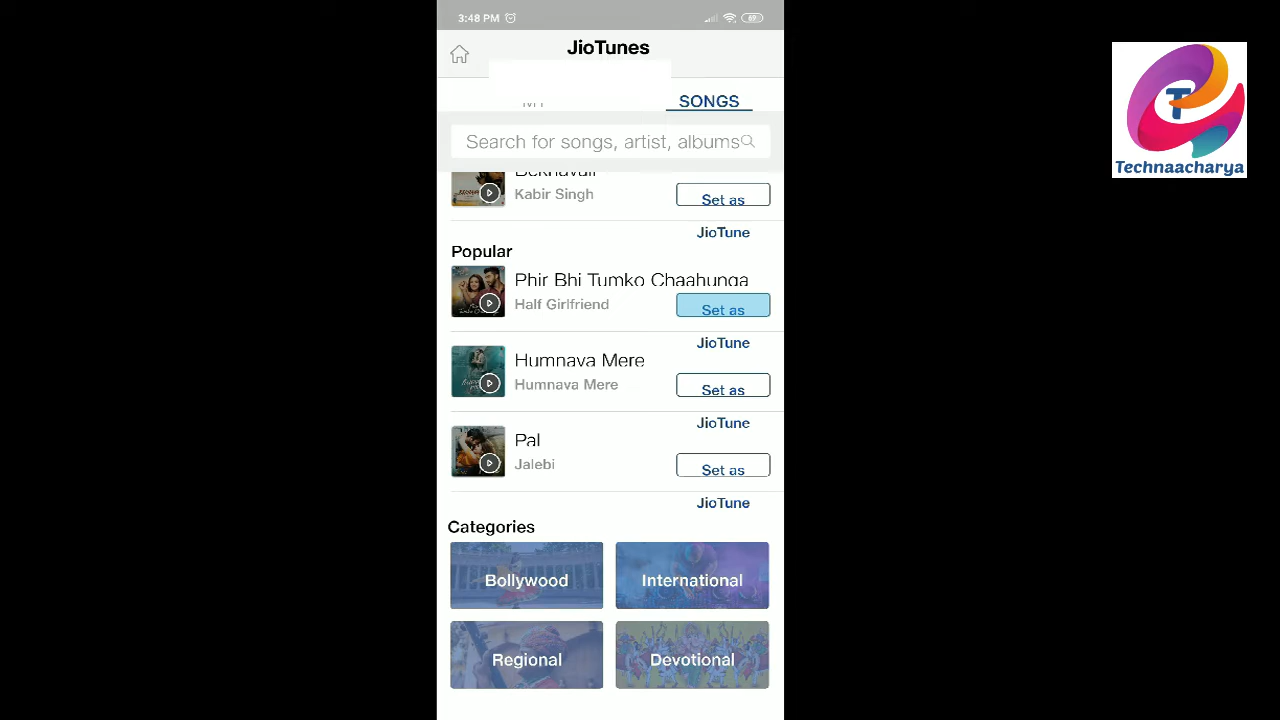 3:48 PM
69
JioTunes
SONGS
Search for songs, artist, albums
Bekhayali
Kabir Singh
Set as
JioTune
Popular
Phir Bhi Tumko Chaahunga
Half Girlfriend
Set as
JioTune
Humnava Mere
Humnava Mere
Set as
JioTune
Pal
Jalebi
Set as
JioTune
Categories
Bollywood
International
Regional
Devotional
T
Technaacharya